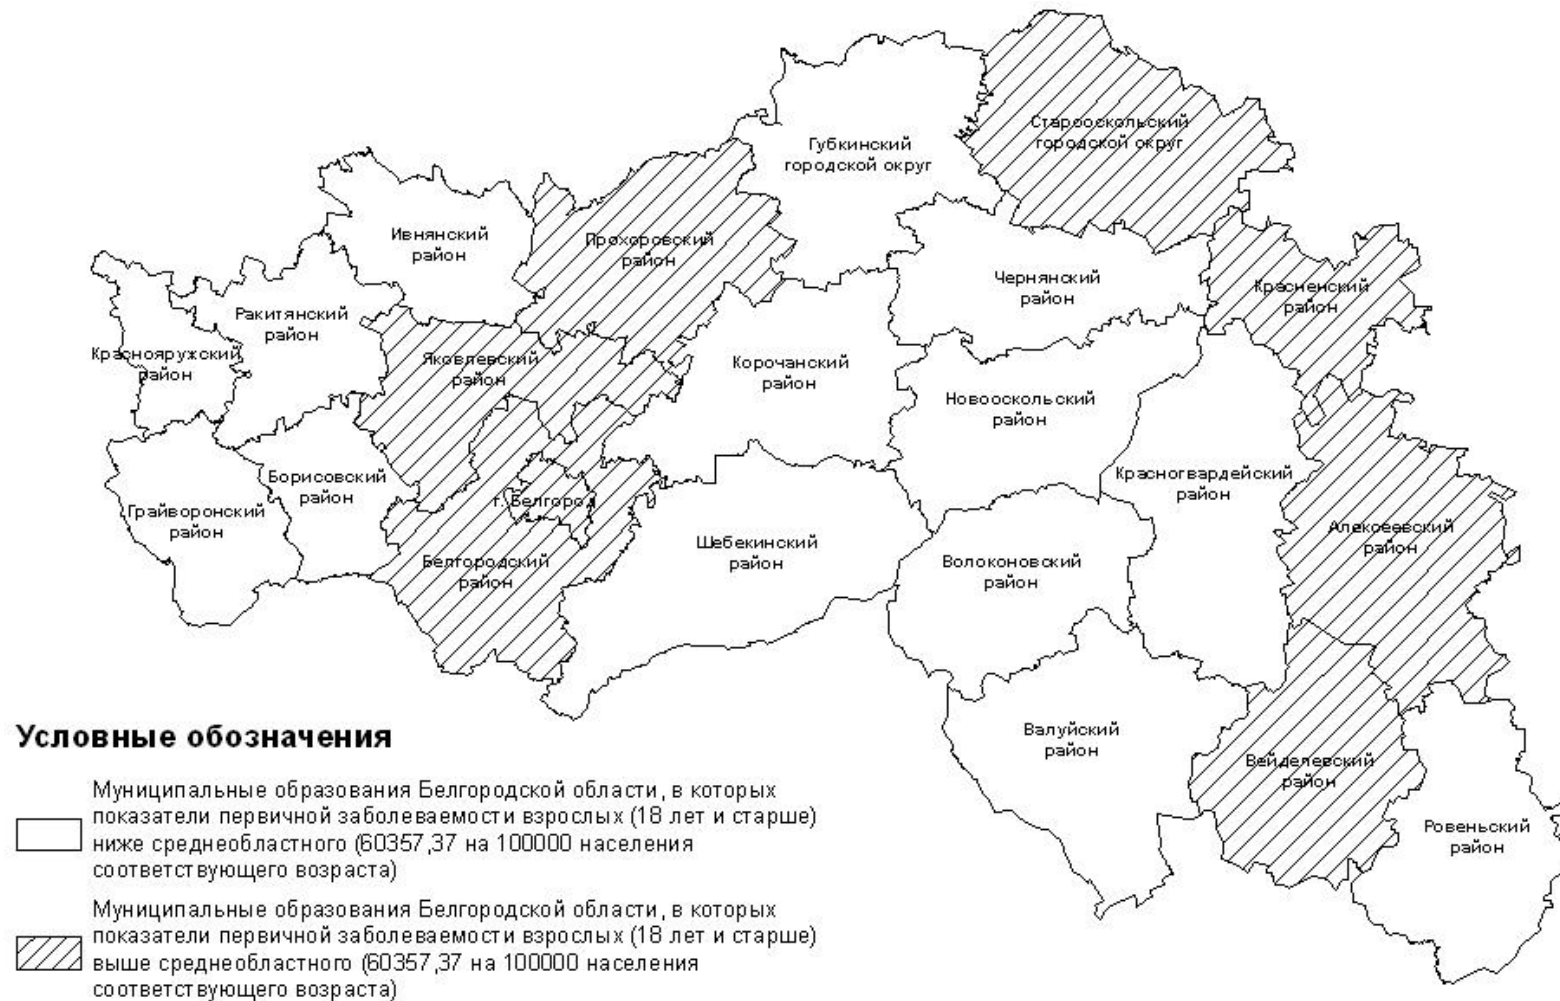 Старооскольский
городской округ
Губкинский
городской округ
Ивнянский
район
Прохоровский
район
Чернянский
район
Красненский
район
Ракитянский
район
Краснояружский
район
Яковлевский
район
Корочанский
район
Новооскольский
район
Красногвардейский
район
Борисовский
район
Грайворонский
район
г. Белгород
Алексеевский
район
Шебекинский
район
Белгородский
район
Волоконовский
район
Валуйский
район
Вейделевский
район
Ровеньский
район
Условные обозначения
Муниципальные образования Белгородской области, в которых
показатели первичной заболеваемости взрослых (18 лет и старше)
ниже среднеобластного (60357,37 на 100000 населения
соответствующего возраста)
Муниципальные образования Белгородской области, в которых
показатели первичной заболеваемости взрослых (18 лет и старше)
выше среднеобластного (60357,37 на 100000 населения
соответствующего возраста)